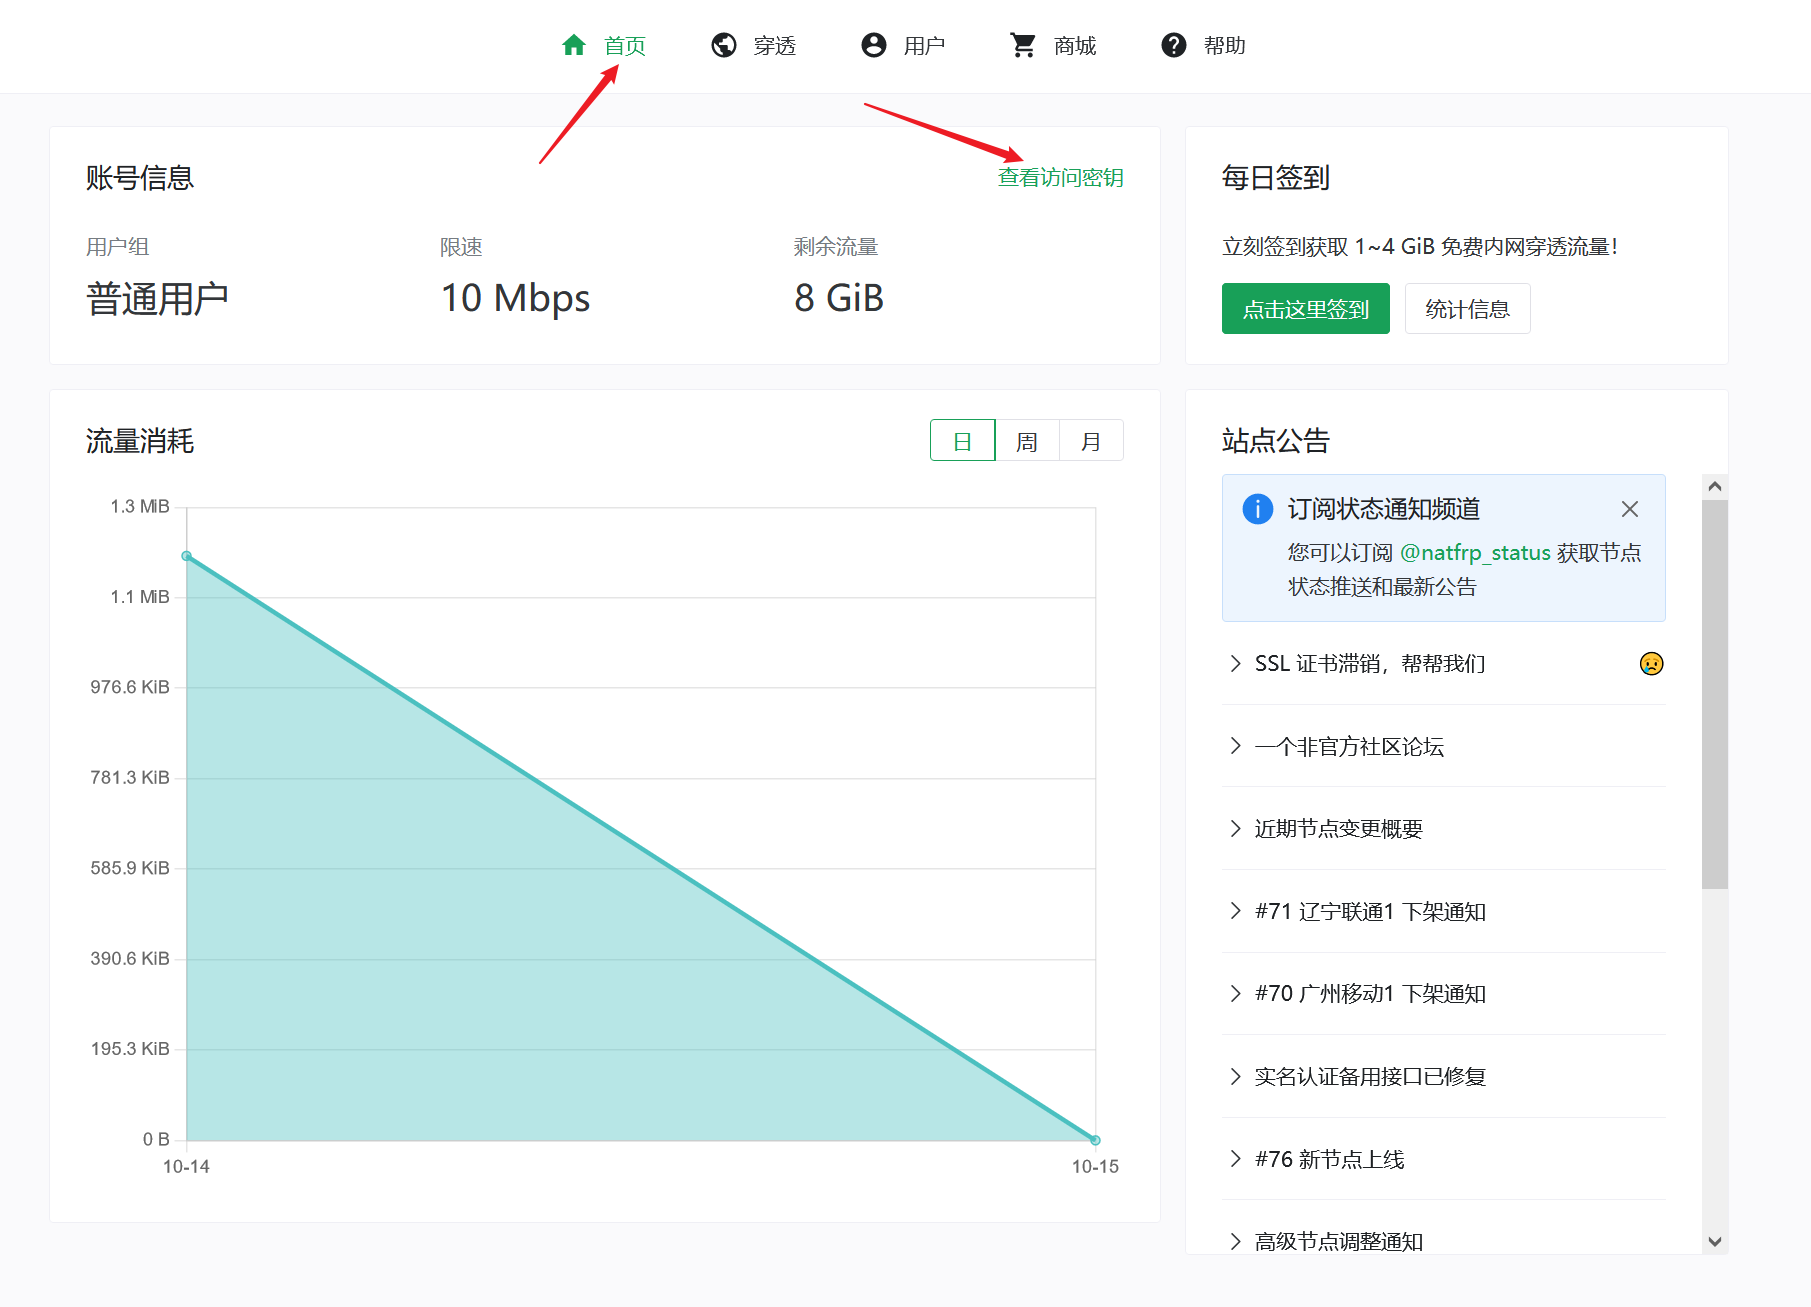 首页
穿透
用户
商城
帮助
账号信息
查看访问密钥
用户组
限速
剩余流量
普通用户
10 Mbps
8 GiB
每日签到
立刻签到获取 1~4 GiB 免费内网穿透流量！
点击这里签到
统计信息
流量消耗
日
周
月
1.3 MiB
1.1 MiB
976.6 KiB
781.3 KiB
585.9 KiB
390.6 KiB
195.3 KiB
0 B
10-14
10-15
站点公告
订阅状态通知频道
您可以订阅 @natfrp_status 获取节点
状态推送和最新公告
SSL 证书滞销，帮帮我们
一个非官方社区论坛
近期节点变更概要
#71 辽宁联通1 下架通知
#70 广州移动1 下架通知
实名认证备用接口已修复
#76 新节点上线
高级节点调整通知